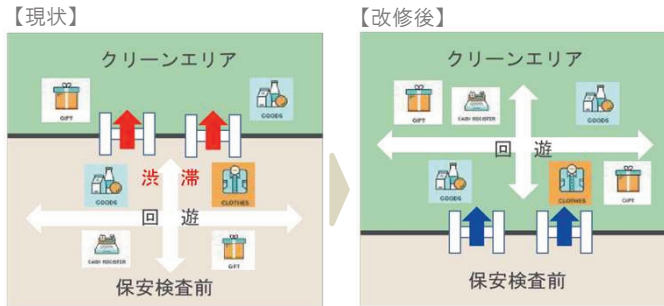 【現状】
クリーンエリア
GIFT
GOODS
渋滞
GOODS
CLOTHES
回遊
CASH REGISTER
GIFT
保安検査前
【改修後】
クリーンエリア
GIFT
CASH REGISTER
GOODS
回遊
GOODS
CLOTHES
GIFT
保安検査前